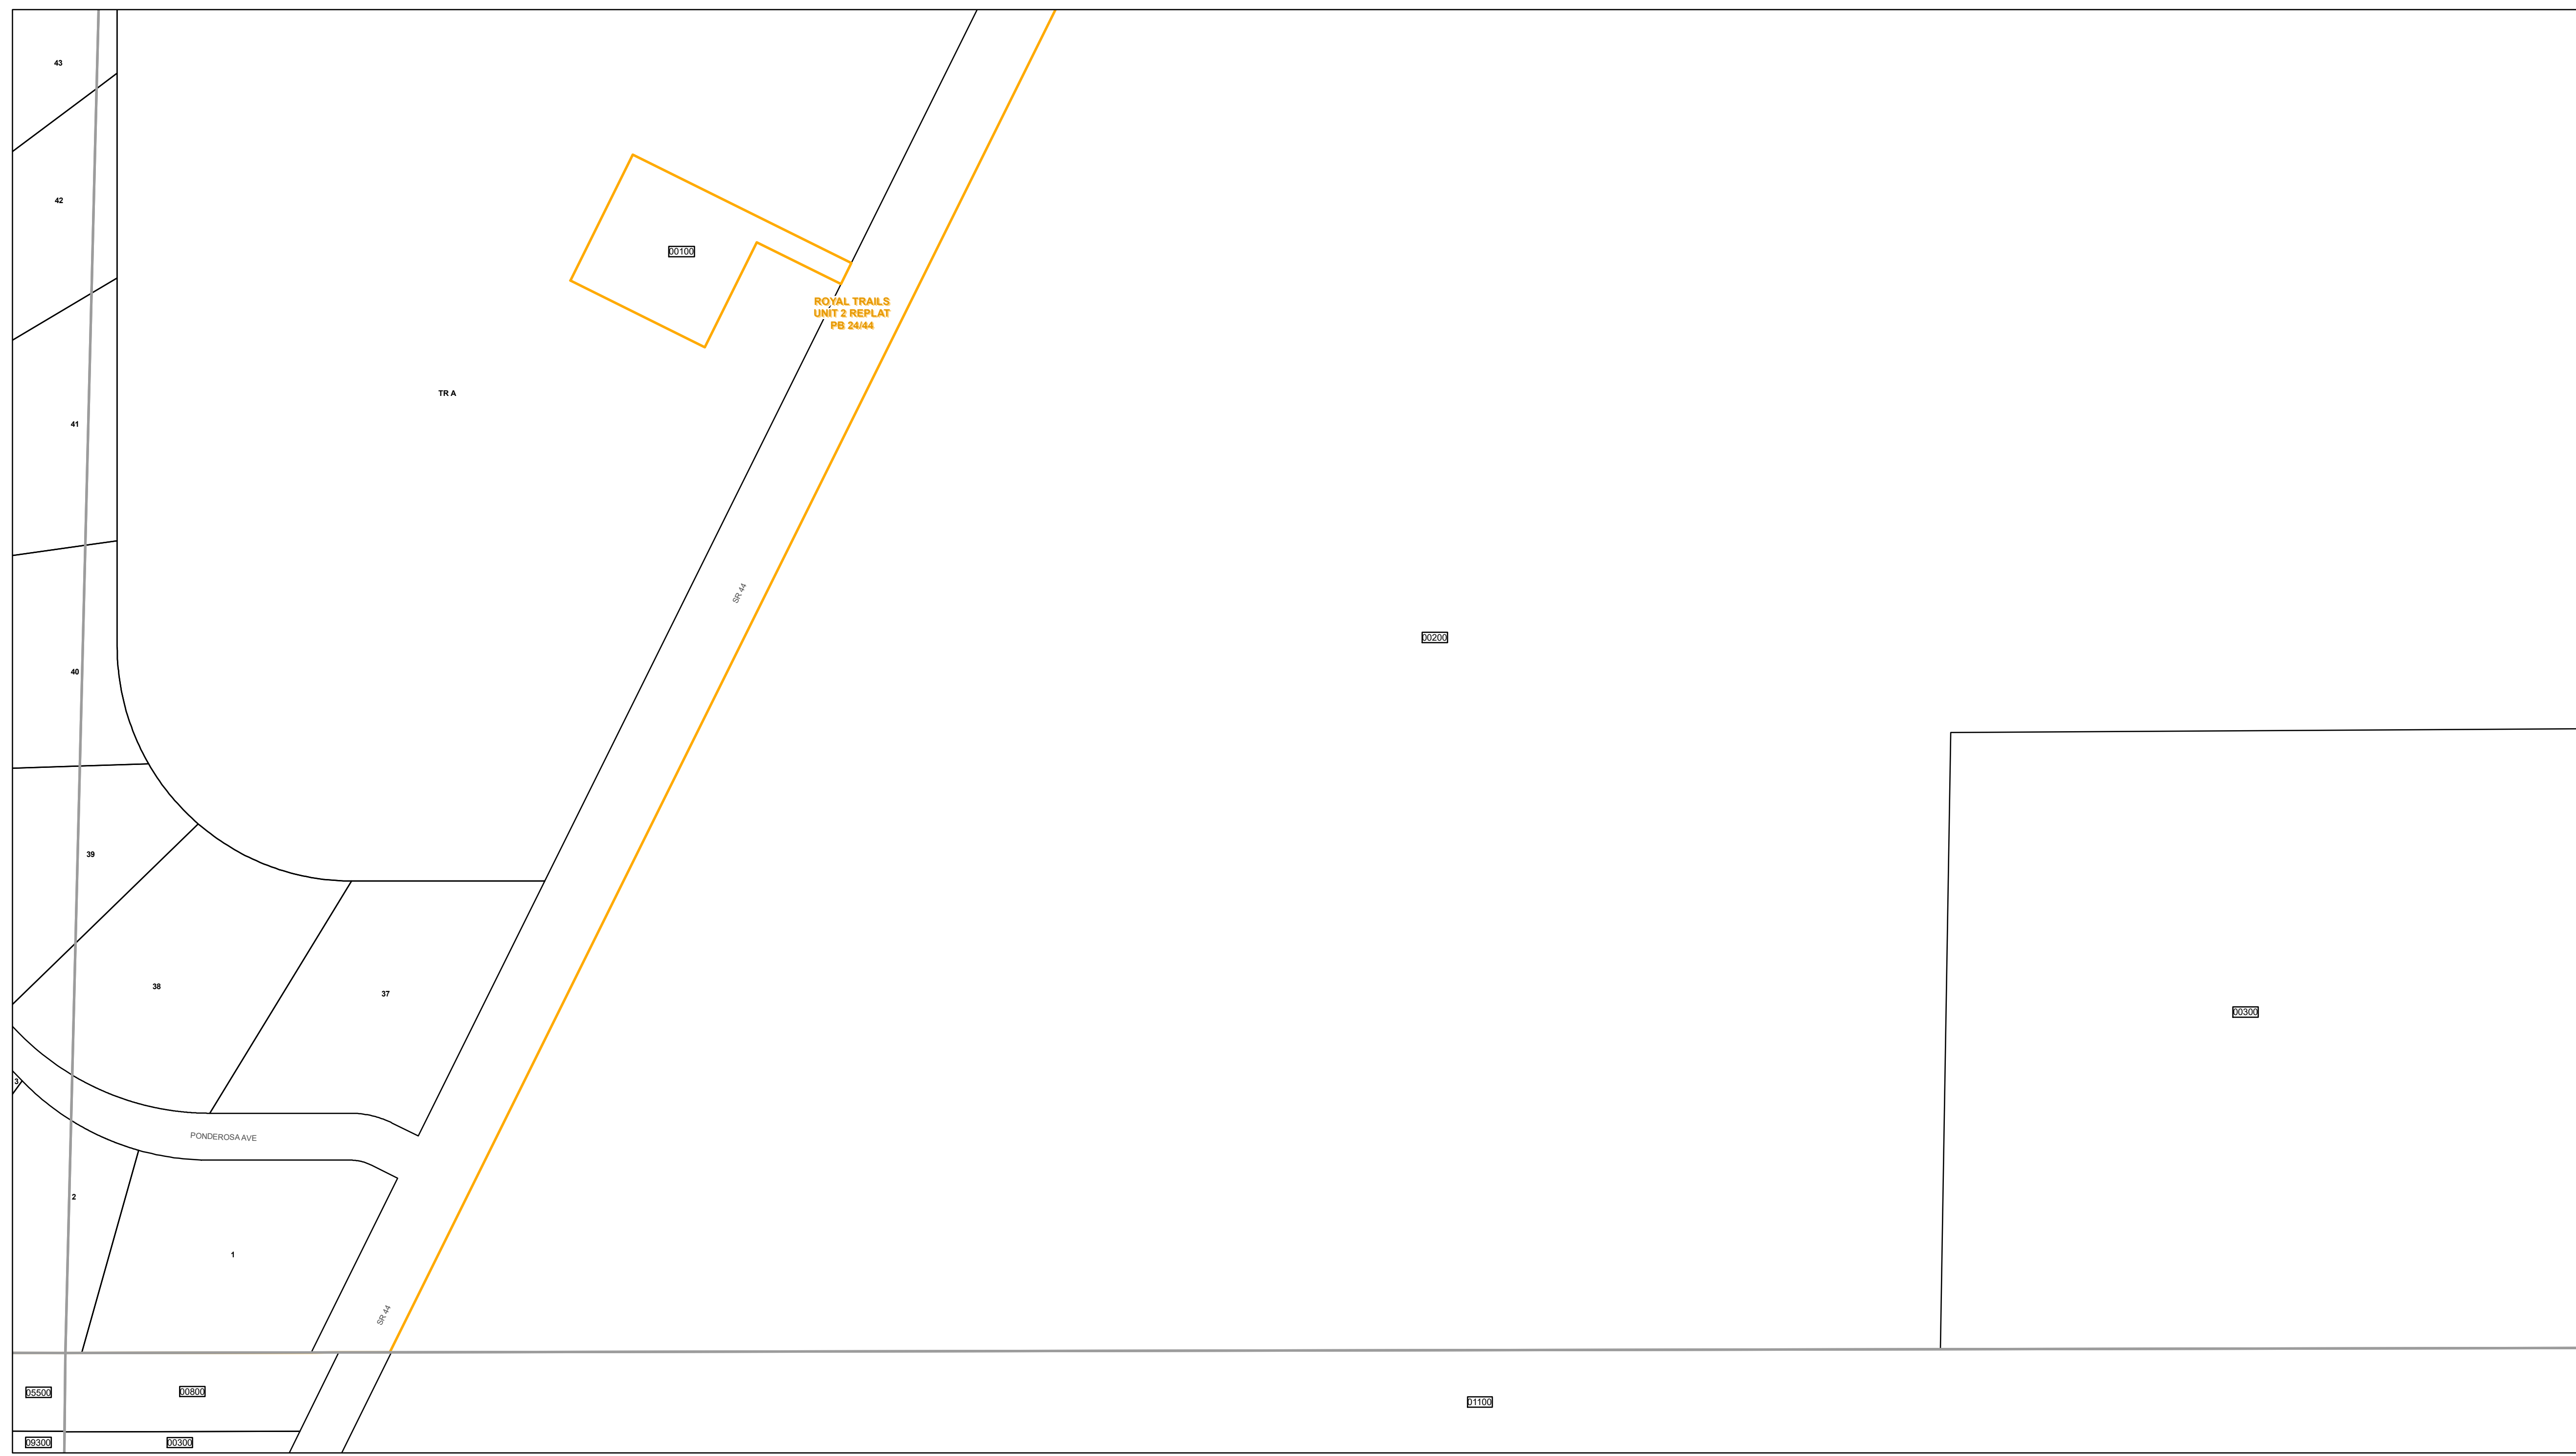 43
42
00100
ROYAL TRAILS
UNIT 2 REPLAT
PB 24/44
TR A
41
SR 44
00200
40
39
38
37
00300
3
PONDEROSA AVE
2
1
SR 44
05500
00800
01100
09300
00300